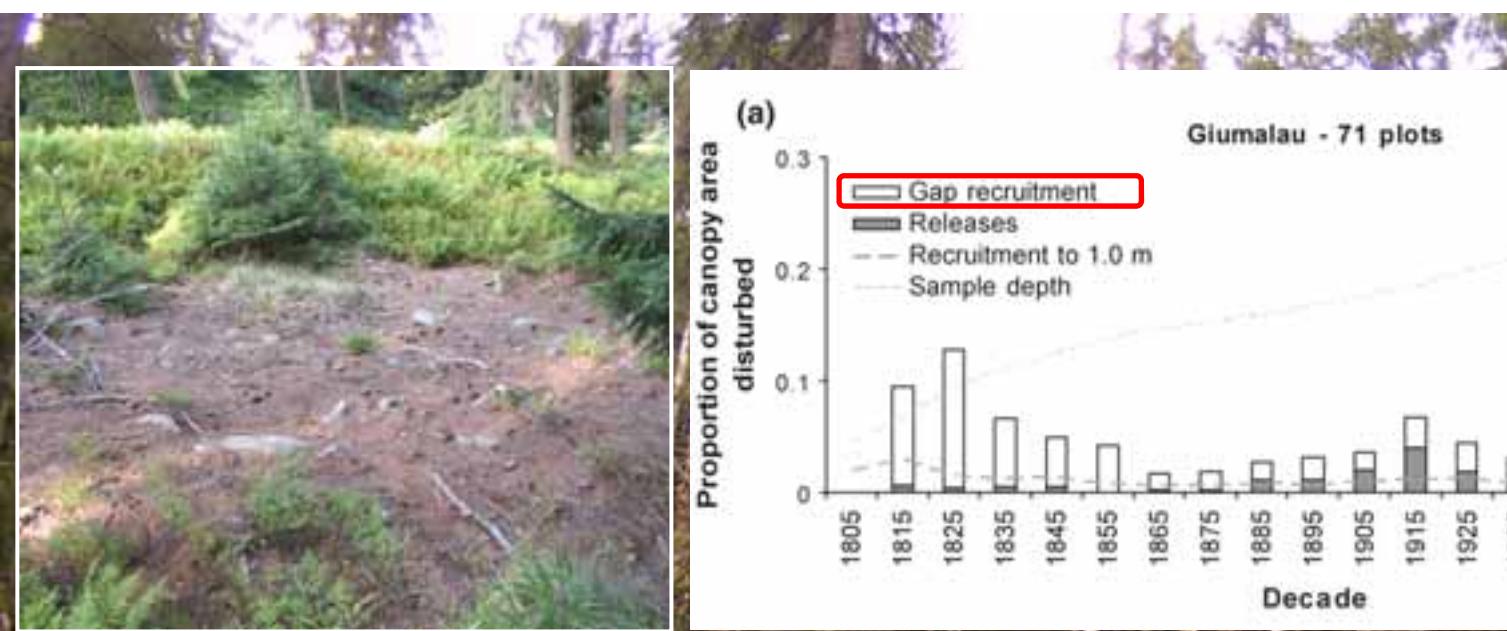 (a)
Giumalau - 71 plots
Proportion of canopy area
disturbed
0.3
0.2
0.1
0
Gap recruitment
Releases
Recruitment to 1.0 m
Sample depth
1805 1815 1825 1835 1845 1855 1865 1875 1885 1895 1905 1915 1925
Decade